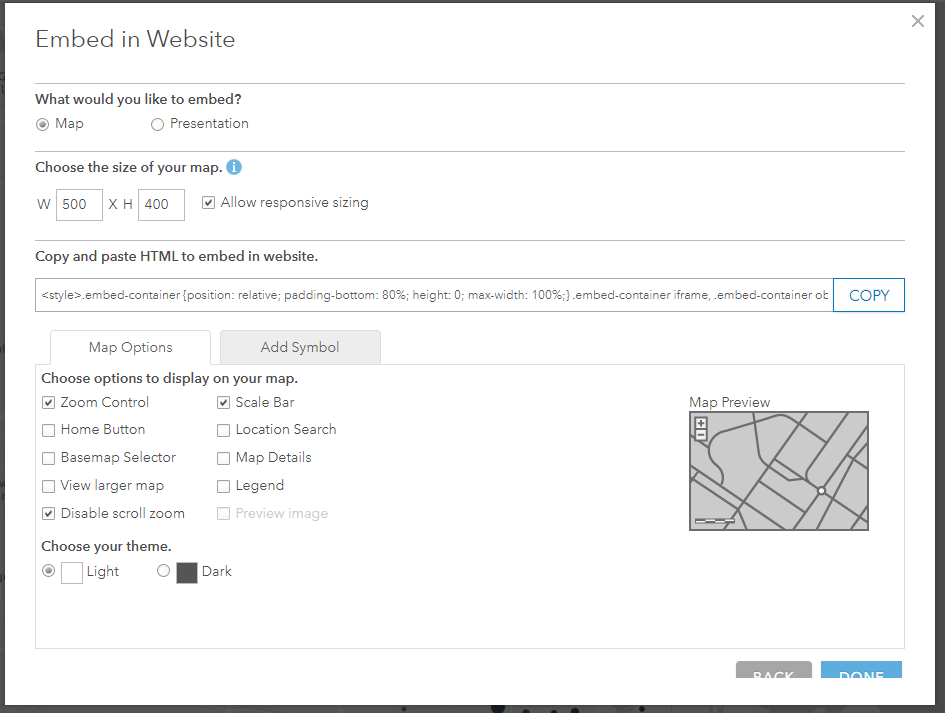 Embed in Website
What would you like to embed?
Map Presentation
Choose the size of your map.
W 500 X H 400 Allow responsive sizing
Copy and paste HTML to embed in website.
<style>.embed-container {position: relative; padding-bottom: 80%; height: 0; max-width: 100%;} .embed-container iframe, .embed-container ob COPY
Map Options Add Symbol
Choose options to display on your map.
Zoom Control Scale Bar Map Preview
Home Button Location Search
Basemap Selector Map Details
View larger map Legend
Disable scroll zoom Preview image
Choose your theme.
Light Dark
BACK DONE